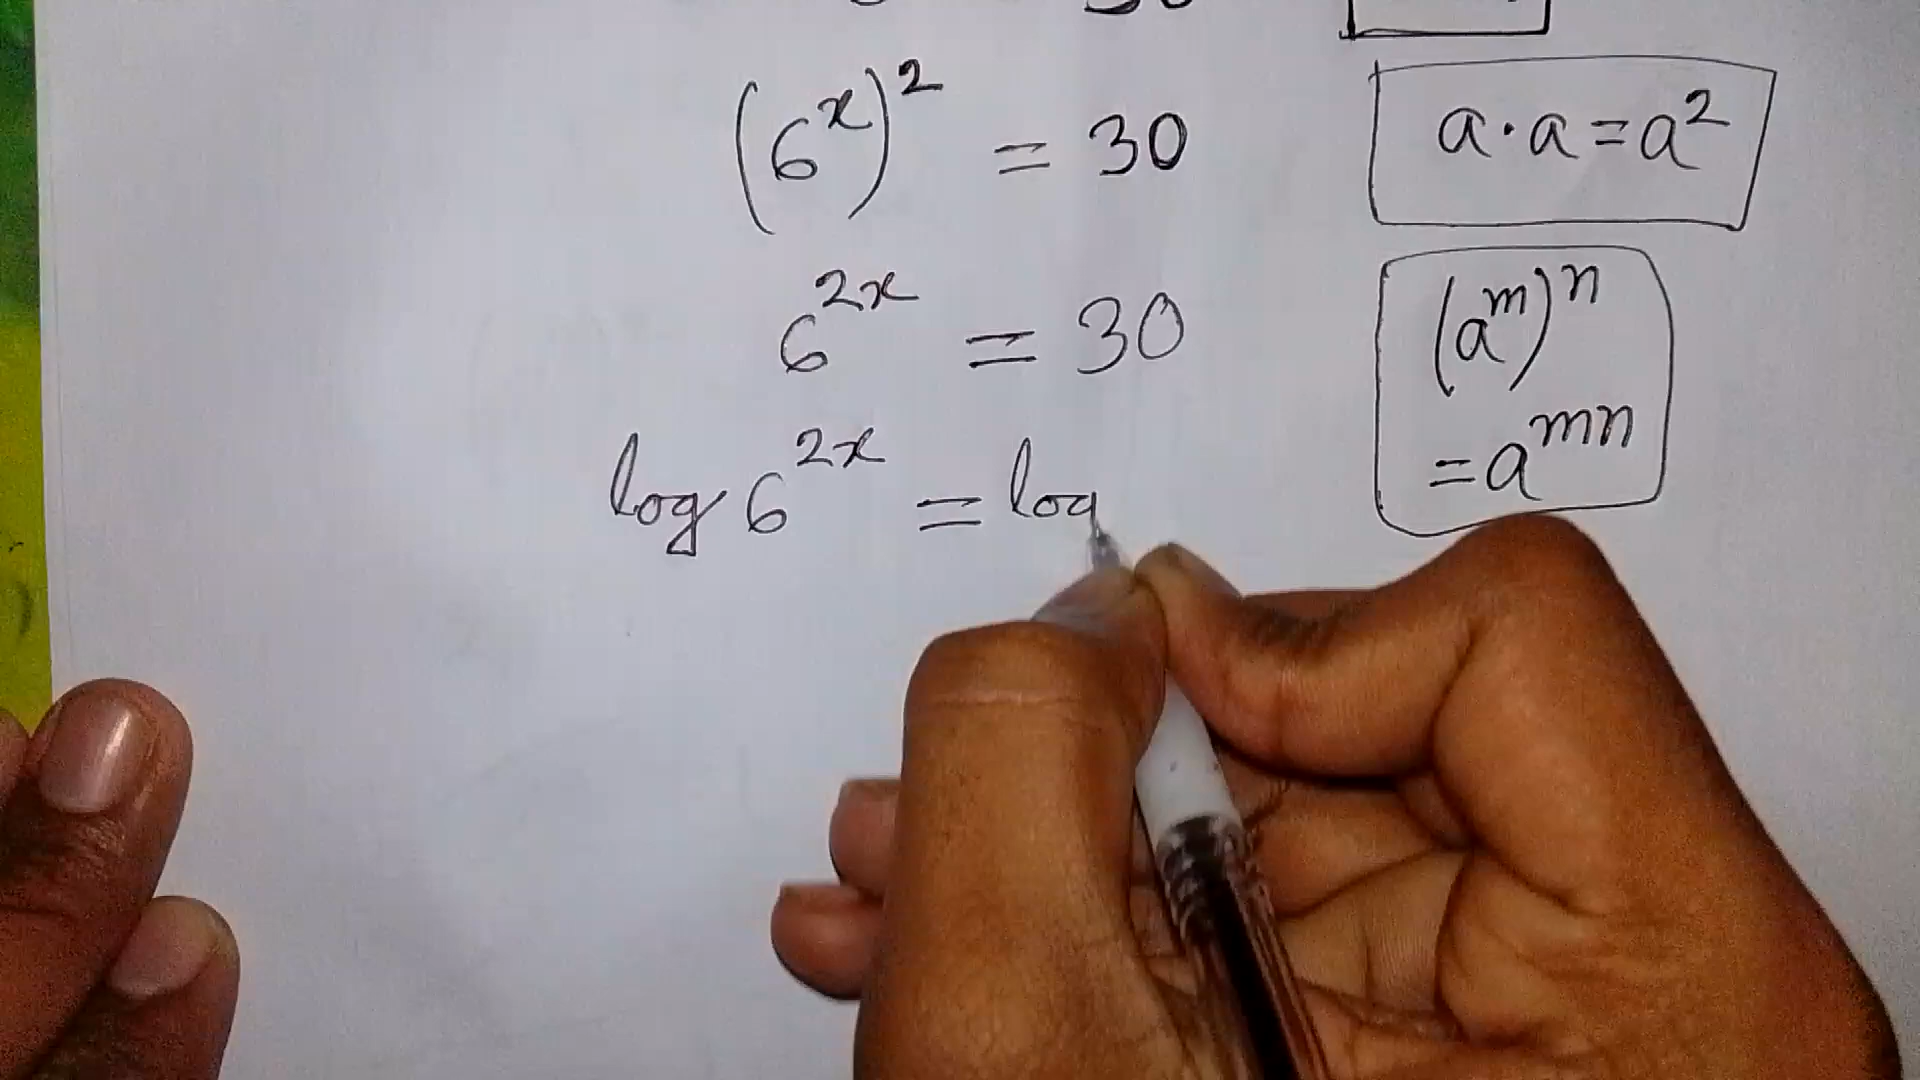 (6^x)^2 = 30
a·a=a^2
6^2x = 30
(a^m)^n
=a^mn
log 6^2x = log